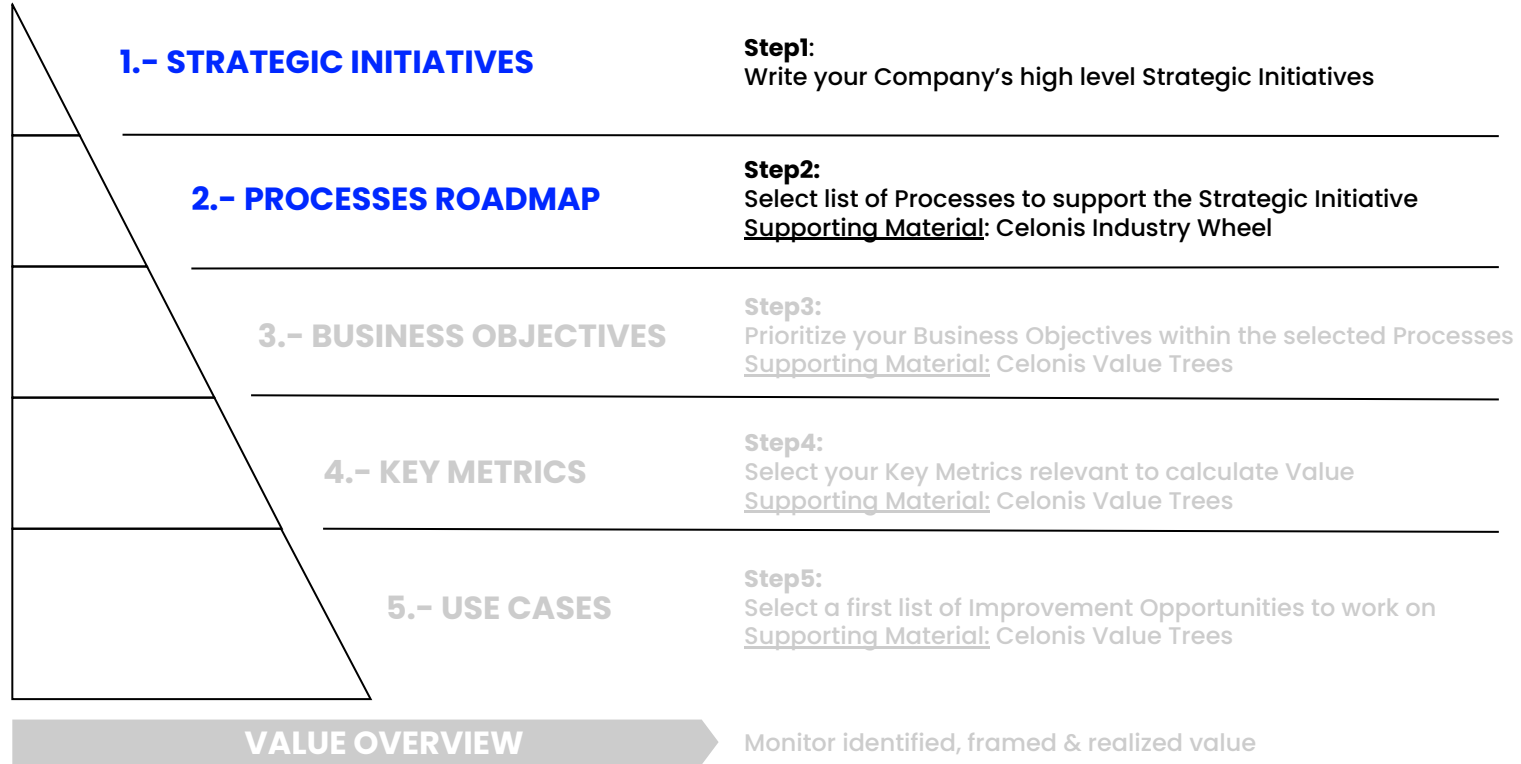 1.- STRATEGIC INITIATIVES
Step1:
Write your Company’s high level Strategic Initiatives
2.- PROCESSES ROADMAP
Step2:
Select list of Processes to support the Strategic Initiative
Supporting Material: Celonis Industry Wheel
3.- BUSINESS OBJECTIVES
Step3:
Prioritize your Business Objectives within the selected Processes
Supporting Material: Celonis Value Trees
4.- KEY METRICS
Step4:
Select your Key Metrics relevant to calculate Value
Supporting Material: Celonis Value Trees
5.- USE CASES
Step5:
Select a first list of Improvement Opportunities to work on
Supporting Material: Celonis Value Trees
VALUE OVERVIEW
Monitor identified, framed & realized value